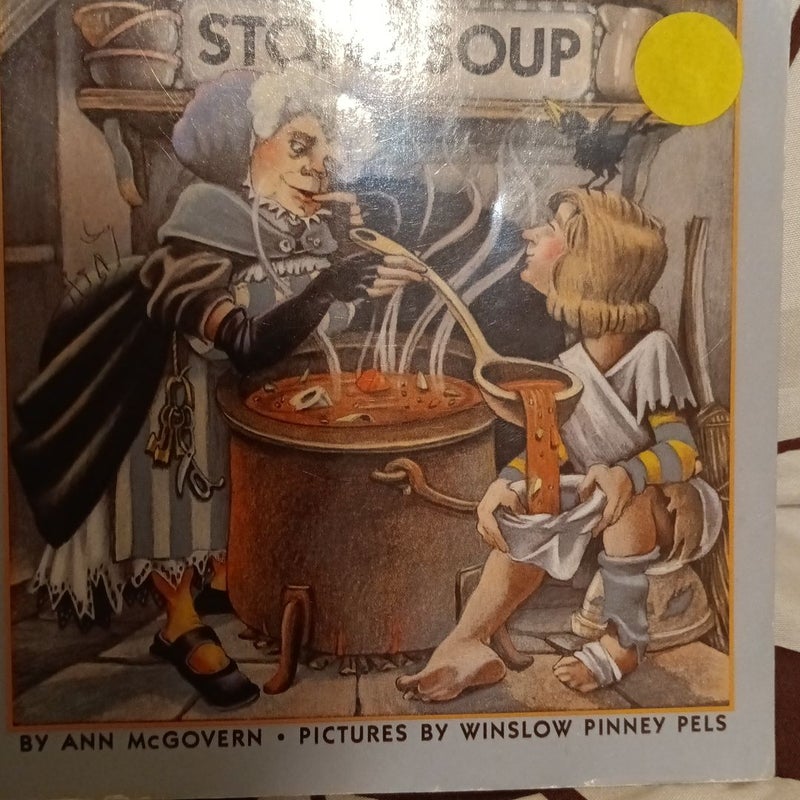 STONE SOUP
BY ANN McGOVERN • PICTURES BY WINSLOW PINNEY PELS